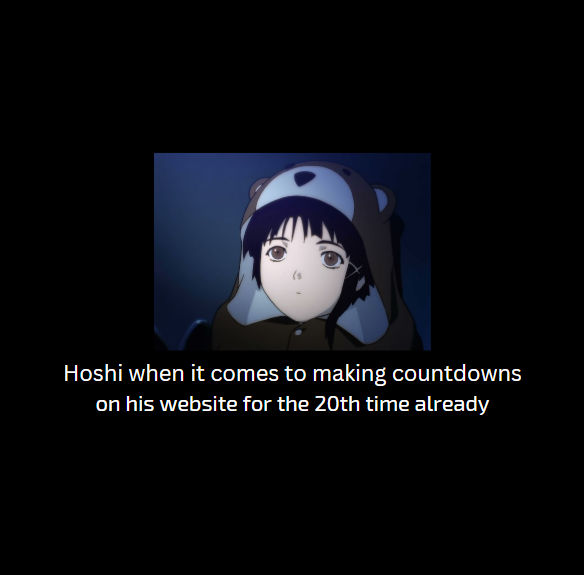 Hoshi when it comes to making countdowns
on his website for the 20th time already